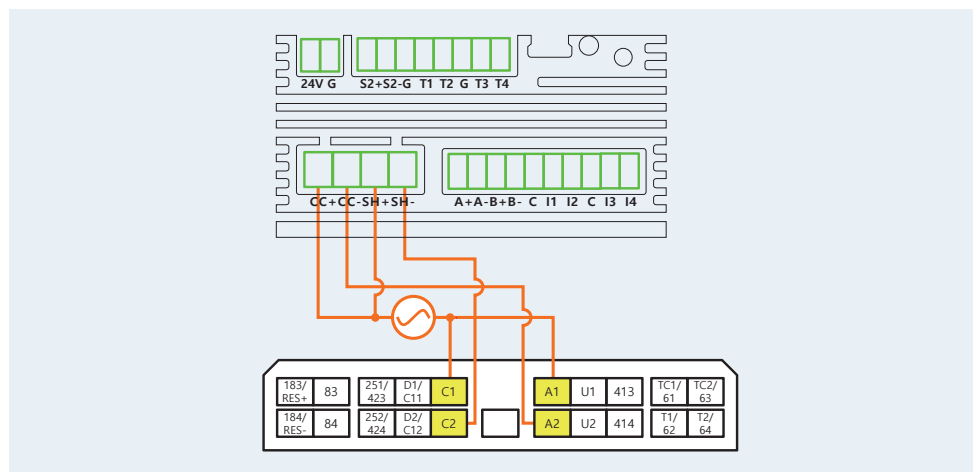 24V G S2+S2-G T1 T2 G T3 T4
CC+CC-SH+SH- A+A-B+B- C I1 I2 C I3 I4
183/ 251/ D1/ TC1/ TC2/
RES+ 83 423 C11 C1 A1 U1 413 61 63
184/ 252/ D2/ T1/ T2/
RES- 84 424 C12 C2 A2 U2 414 62 64